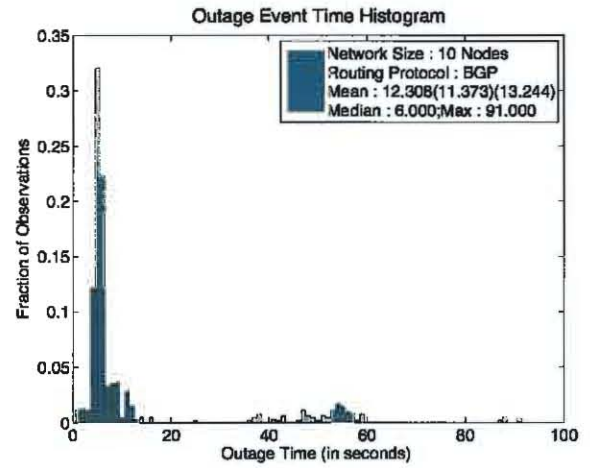 Outage Event Time Histogram
Network Size : 10 Nodes
Routing Protocol : BGP
Mean : 12.308(11.373)(13.244)
Median : 6.000;Max : 91.000
Fraction of Observations
0.35
0.3
0.25
0.2
0.15
0.1
0.05
0
0 20 40 60 80 100
Outage Time (in seconds)